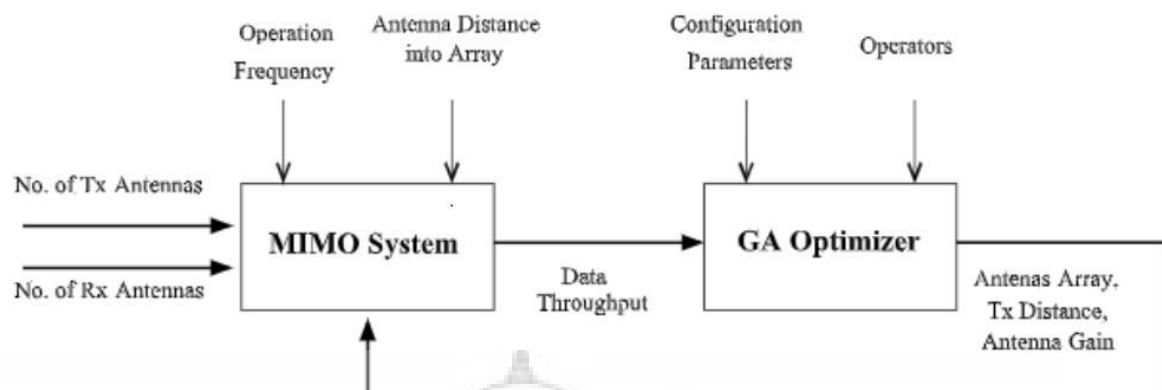 Operation
Frequency
Antenna Distance
into Array
Configuration
Parameters
Operators
No. of Tx Antennas
MIMO System
GA Optimizer
No. of Rx Antennas
Data
Throughput
Antenas Array,
Tx Distance,
Antenna Gain